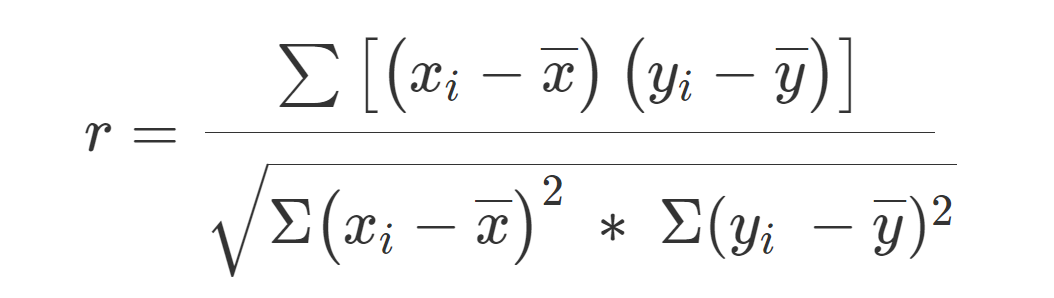 r = ∑ [(xᵢ − x̅) (yᵢ − y̅)] / √Σ(xᵢ − x̅)² * Σ(yᵢ − y̅)²